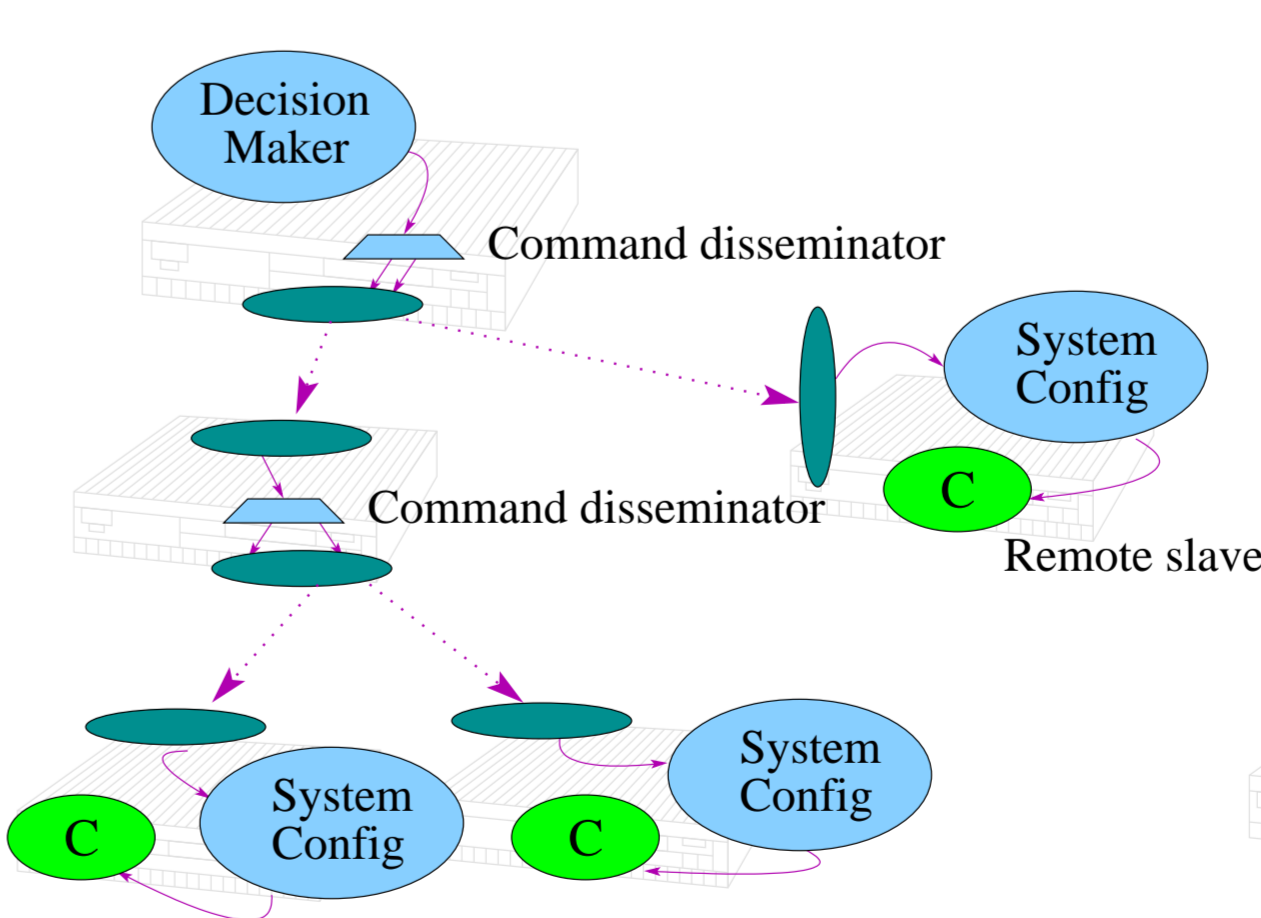 Decision
Maker
Command disseminator
System
Config
C
Command disseminator
Remote slave
System
Config
C
System
Config
C